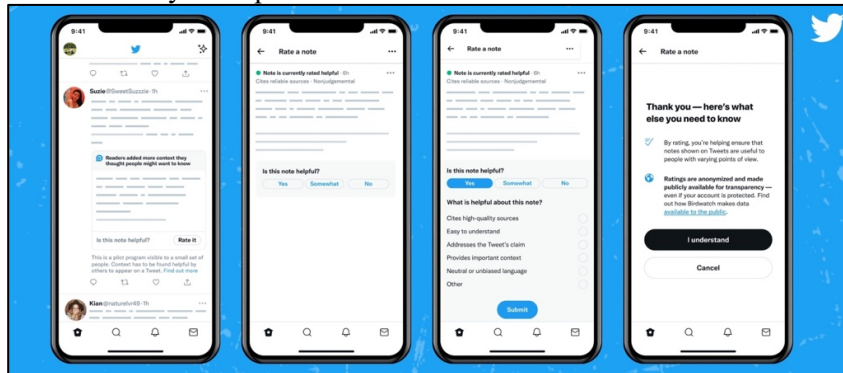 9:41
Suzie@SweetSuzzie·1h
Readers added more context they
thought people might want to know
Is this note helpful?
Rate it
This is a pilot program visible to a small set of
people. Context has to be found helpful by
others to appear on a Tweet. Find out more
Kian@naturelvr49·1h
9:41
Rate a note
Note is currently rated helpful · 6h
Cites reliable sources · Nonjudgemental
Is this note helpful?
Yes
Somewhat
No
9:41
Rate a note
Note is currently rated helpful · 6h
Cites reliable sources · Nonjudgemental
Is this note helpful?
Yes
Somewhat
No
What is helpful about this note?
Cites high-quality sources
Easy to understand
Addresses the Tweet's claim
Provides important context
Neutral or unbiased language
Other
Submit
9:41
Rate a note
Thank you — here's what
else you need to know
By rating, you're helping ensure that
notes shown on Tweets are useful to
people with varying points of view.
Ratings are anonymized and made
publicly available for transparency —
even if your account is protected. Find
out how Birdwatch makes data
available to the public.
I understand
Cancel